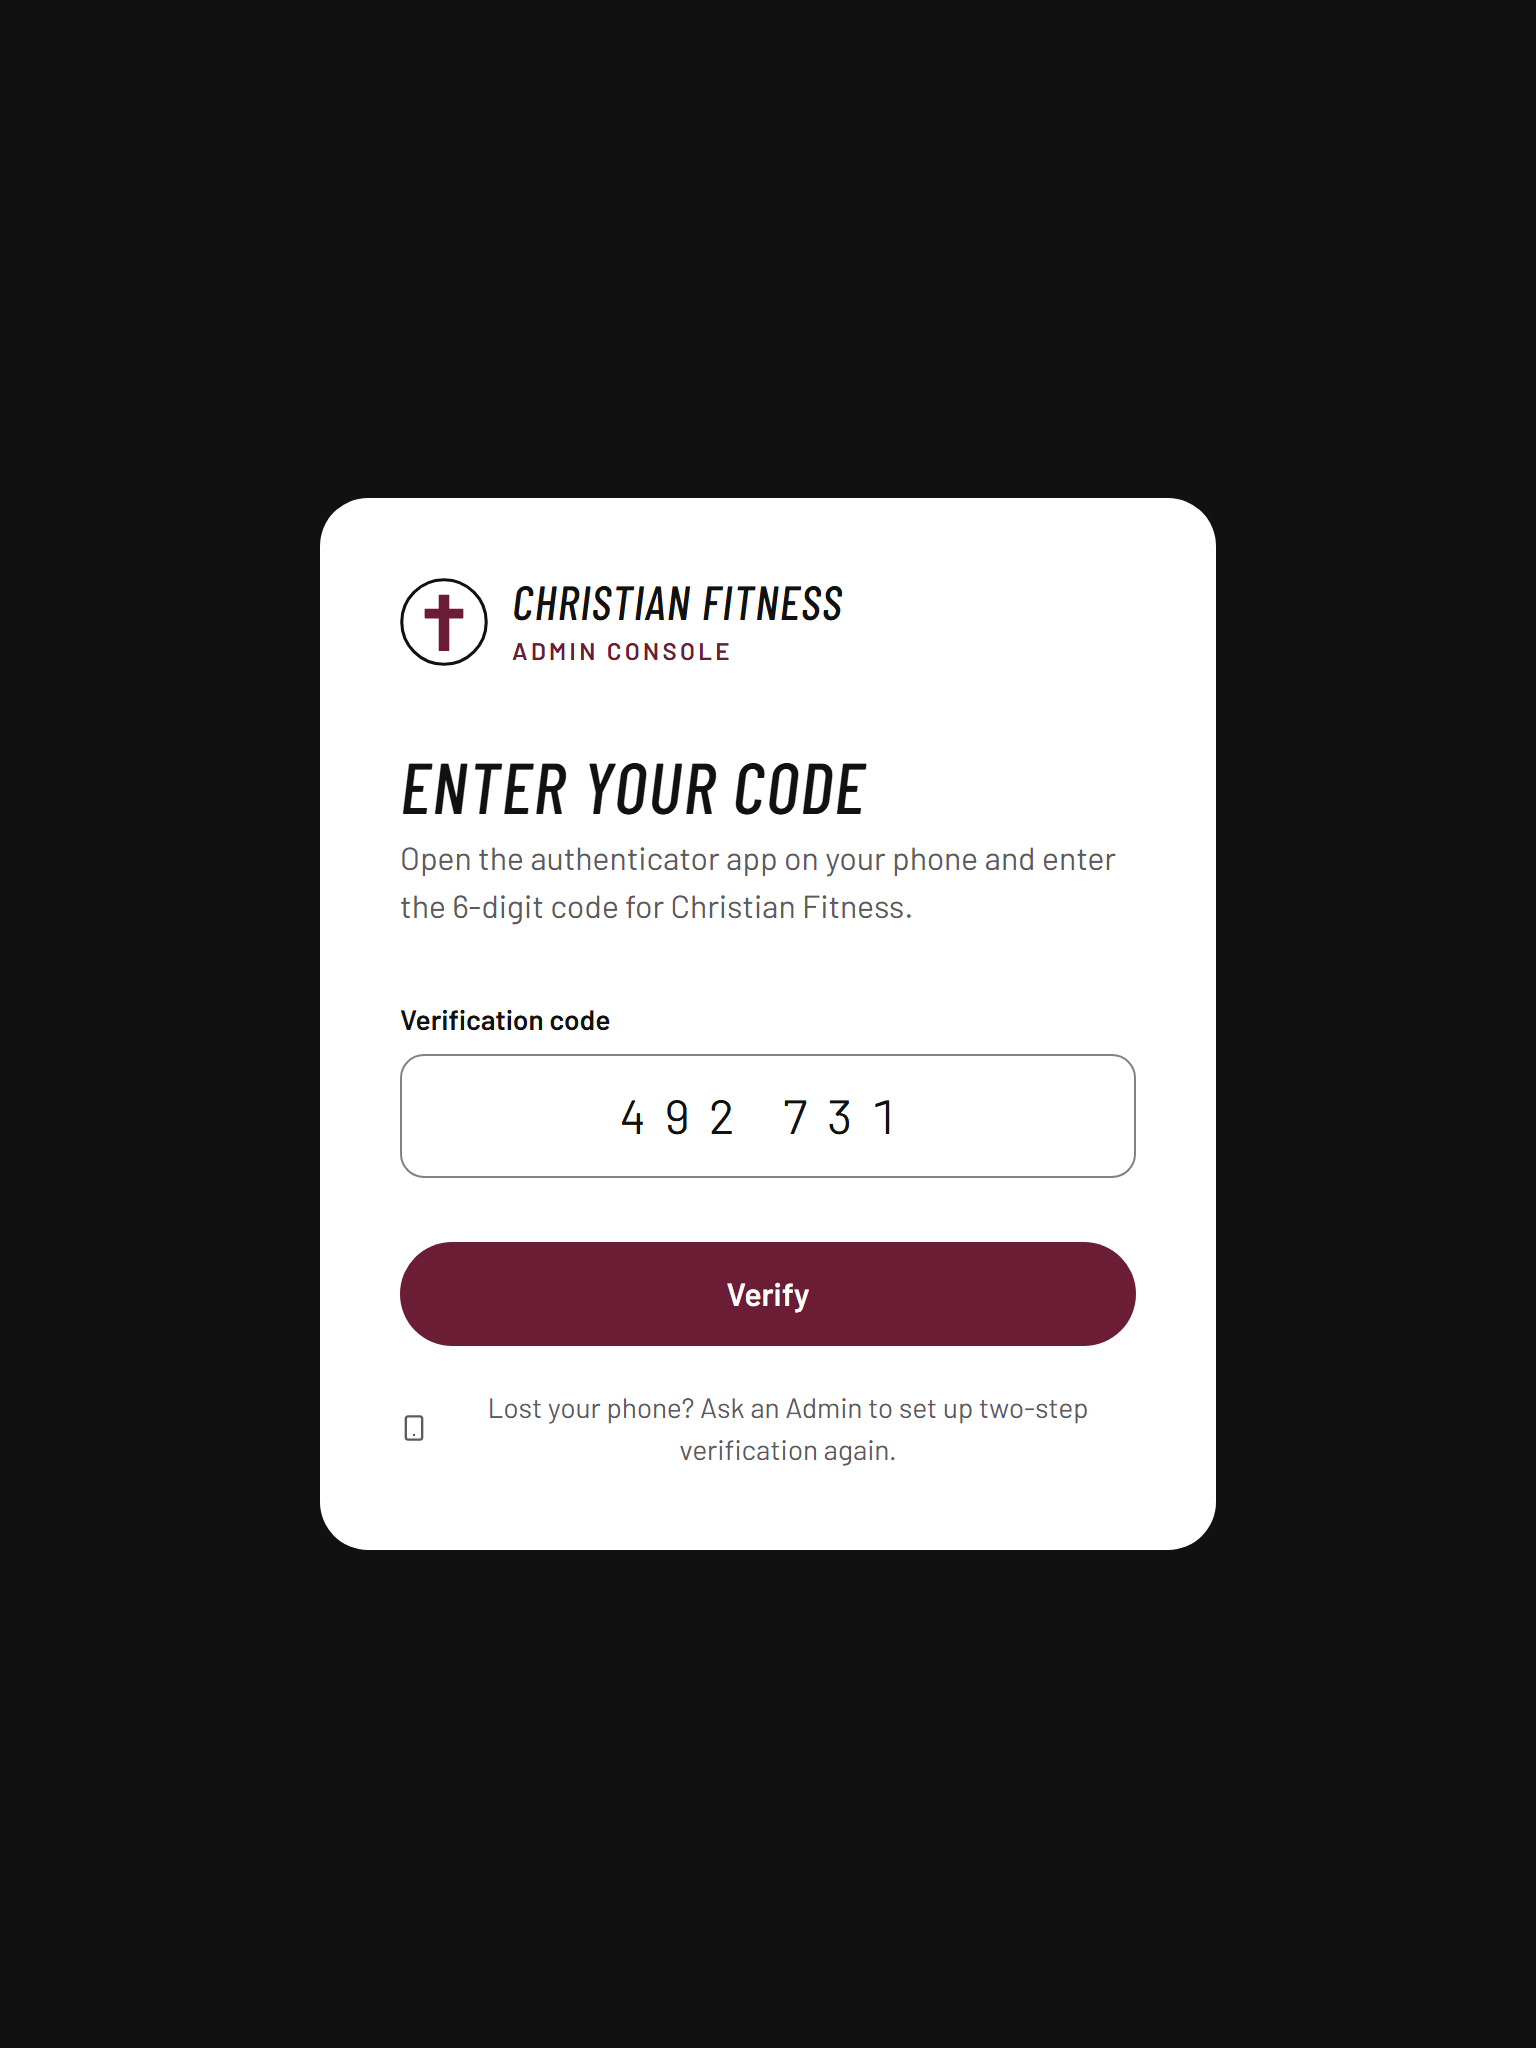 CHRISTIAN FITNESS
ADMIN CONSOLE
ENTER YOUR CODE
Open the authenticator app on your phone and enter
the 6-digit code for Christian Fitness.
Verification code
492 731
Verify
Lost your phone? Ask an Admin to set up two-step
verification again.